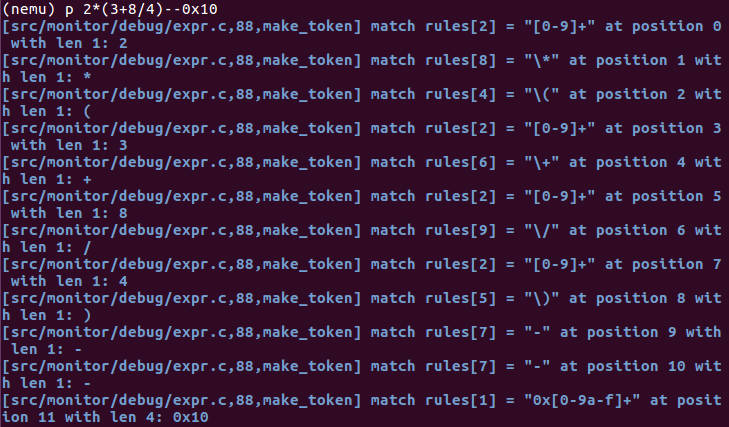 (nemu) p 2*(3+8/4)--0x10
[src/monitor/debug/expr.c,88,make_token] match rules[2] = "[0-9]+" at position 0
 with len 1: 2
[src/monitor/debug/expr.c,88,make_token] match rules[8] = "\*" at position 1 wit
h len 1: *
[src/monitor/debug/expr.c,88,make_token] match rules[4] = "\(" at position 2 wit
h len 1: (
[src/monitor/debug/expr.c,88,make_token] match rules[2] = "[0-9]+" at position 3
 with len 1: 3
[src/monitor/debug/expr.c,88,make_token] match rules[6] = "\+" at position 4 wit
h len 1: +
[src/monitor/debug/expr.c,88,make_token] match rules[2] = "[0-9]+" at position 5
 with len 1: 8
[src/monitor/debug/expr.c,88,make_token] match rules[9] = "\/" at position 6 wit
h len 1: /
[src/monitor/debug/expr.c,88,make_token] match rules[2] = "[0-9]+" at position 7
 with len 1: 4
[src/monitor/debug/expr.c,88,make_token] match rules[5] = "\)" at position 8 wit
h len 1: )
[src/monitor/debug/expr.c,88,make_token] match rules[7] = "-" at position 9 with
 len 1: -
[src/monitor/debug/expr.c,88,make_token] match rules[7] = "-" at position 10 wit
h len 1: -
[src/monitor/debug/expr.c,88,make_token] match rules[1] = "0x[0-9a-f]+" at posit
ion 11 with len 4: 0x10